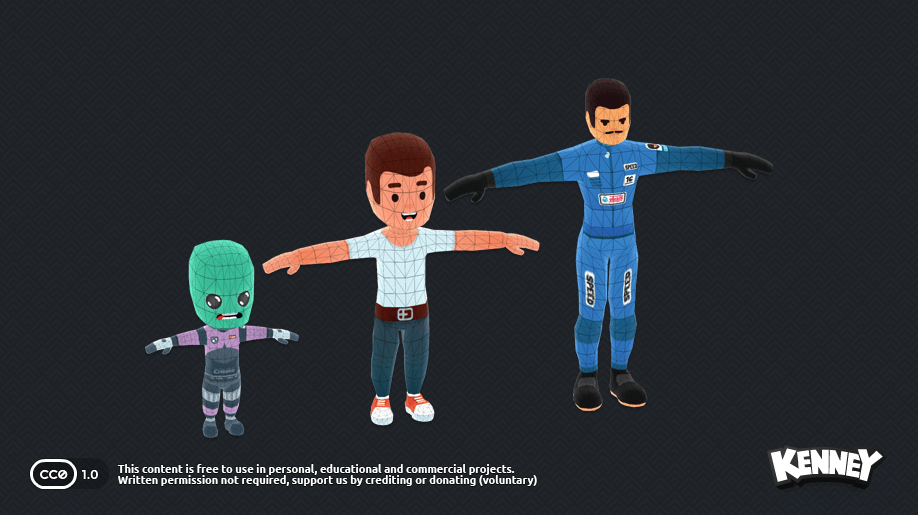 SPEED
CC0 1.0
This content is free to use in personal, educational and commercial projects.
Written permission not required, support us by crediting or donating (voluntary)
KENNEY